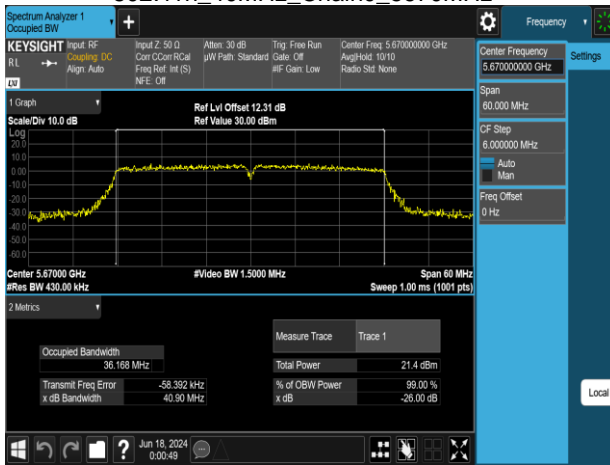 Spectrum Analyzer 1
Occupied BW
Frequency
KEYSIGHT
RL
LXI
Input: RF
Coupling: DC
Align: Auto
Input Z: 50 Ω
Corr CCorr RCal
Freq Ref: Int (S)
NFE: Off
Atten: 30 dB
µW Path: Standard
Trig: Free Run
Gate: Off
#IF Gain: Low
Center Freq: 5.670000000 GHz
Avg|Hold: 10/10
Radio Std: None
Center Frequency
5.670000000 GHz
Settings
Span
60.000 MHz
CF Step
6.000000 MHz
Auto
Man
Freq Offset
0 Hz
Local
1 Graph
Scale/Div 10.0 dB
Ref Lvl Offset 12.31 dB
Ref Value 30.00 dBm
Log
20.0
10.0
0.00
-10.0
-20.0
-30.0
-40.0
-50.0
-60.0
Center 5.67000 GHz
#Res BW 430.00 kHz
#Video BW 1.5000 MHz
Span 60 MHz
Sweep 1.00 ms (1001 pts)
2 Metrics
Measure Trace
Trace 1
Occupied Bandwidth
36.168 MHz
Total Power
21.4 dBm
Transmit Freq Error
-58.392 kHz
% of OBW Power
99.00 %
x dB Bandwidth
40.90 MHz
x dB
-26.00 dB
?
Jun 18, 2024
0:00:49